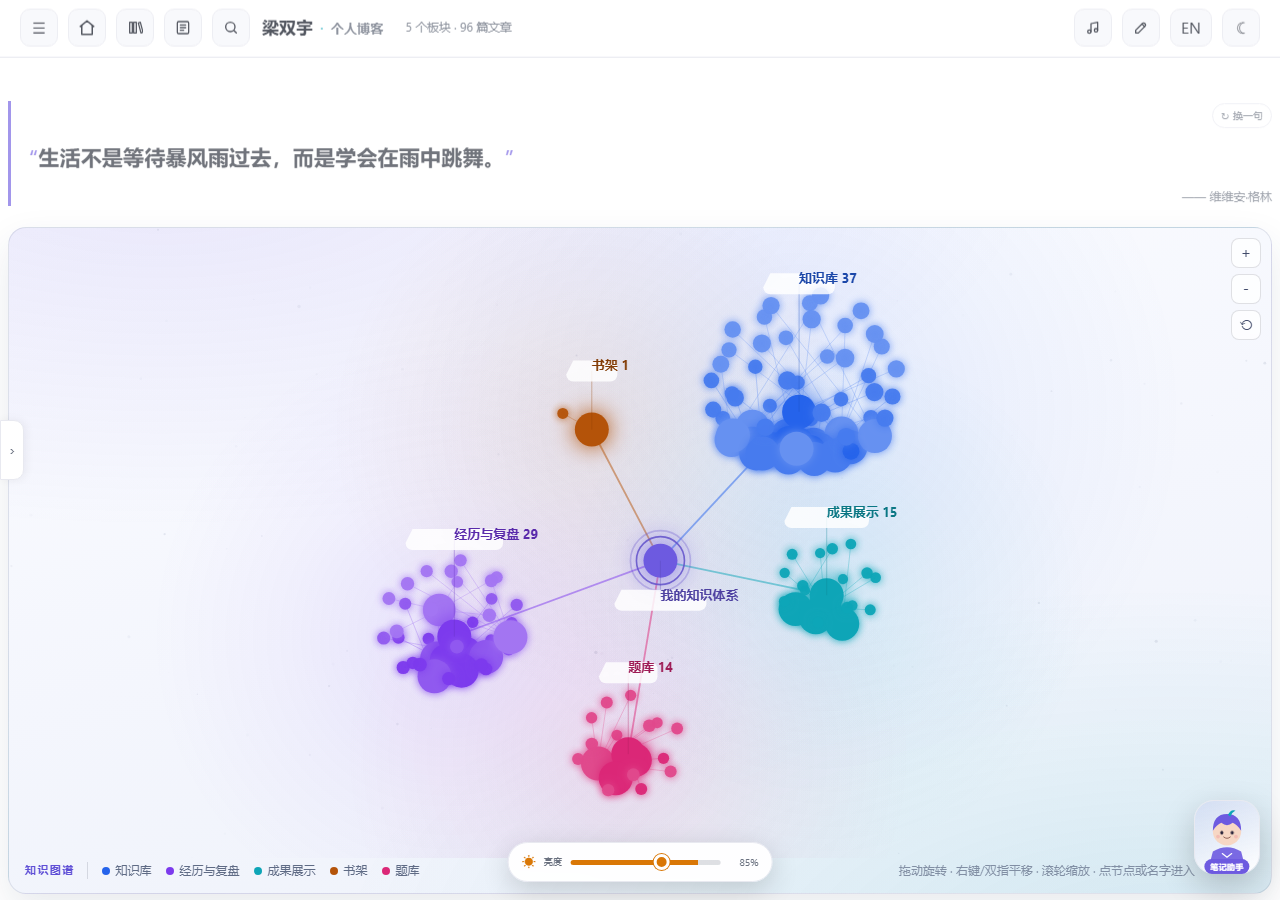 梁双宇 · 个人博客 5 个板块 · 96 篇文章
EN
↻ 换一句
“生活不是等待暴风雨过去，而是学会在雨中跳舞。”
—— 维维安·格林
知识库 37
书架 1
成果展示 15
经历与复盘 29
我的知识体系
题库 14
知识图谱 知识库 经历与复盘 成果展示 书架 题库
亮度 85%
拖动旋转 · 右键/双指平移 · 滚轮缩放 · 点节点或名字进入
笔记助手